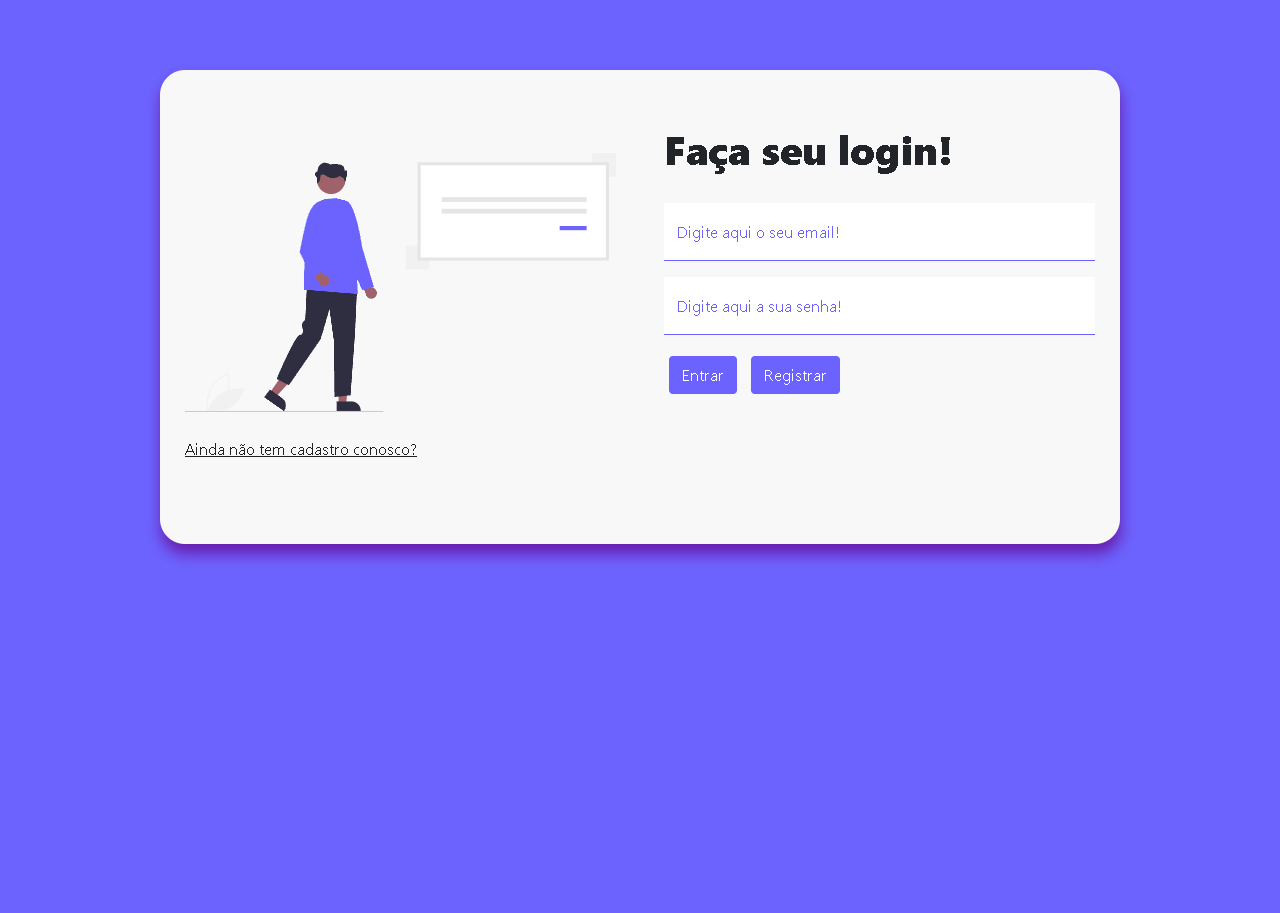 Faça seu login!
Digite aqui o seu email!
Digite aqui a sua senha!
Entrar
Registrar
Ainda não tem cadastro conosco?